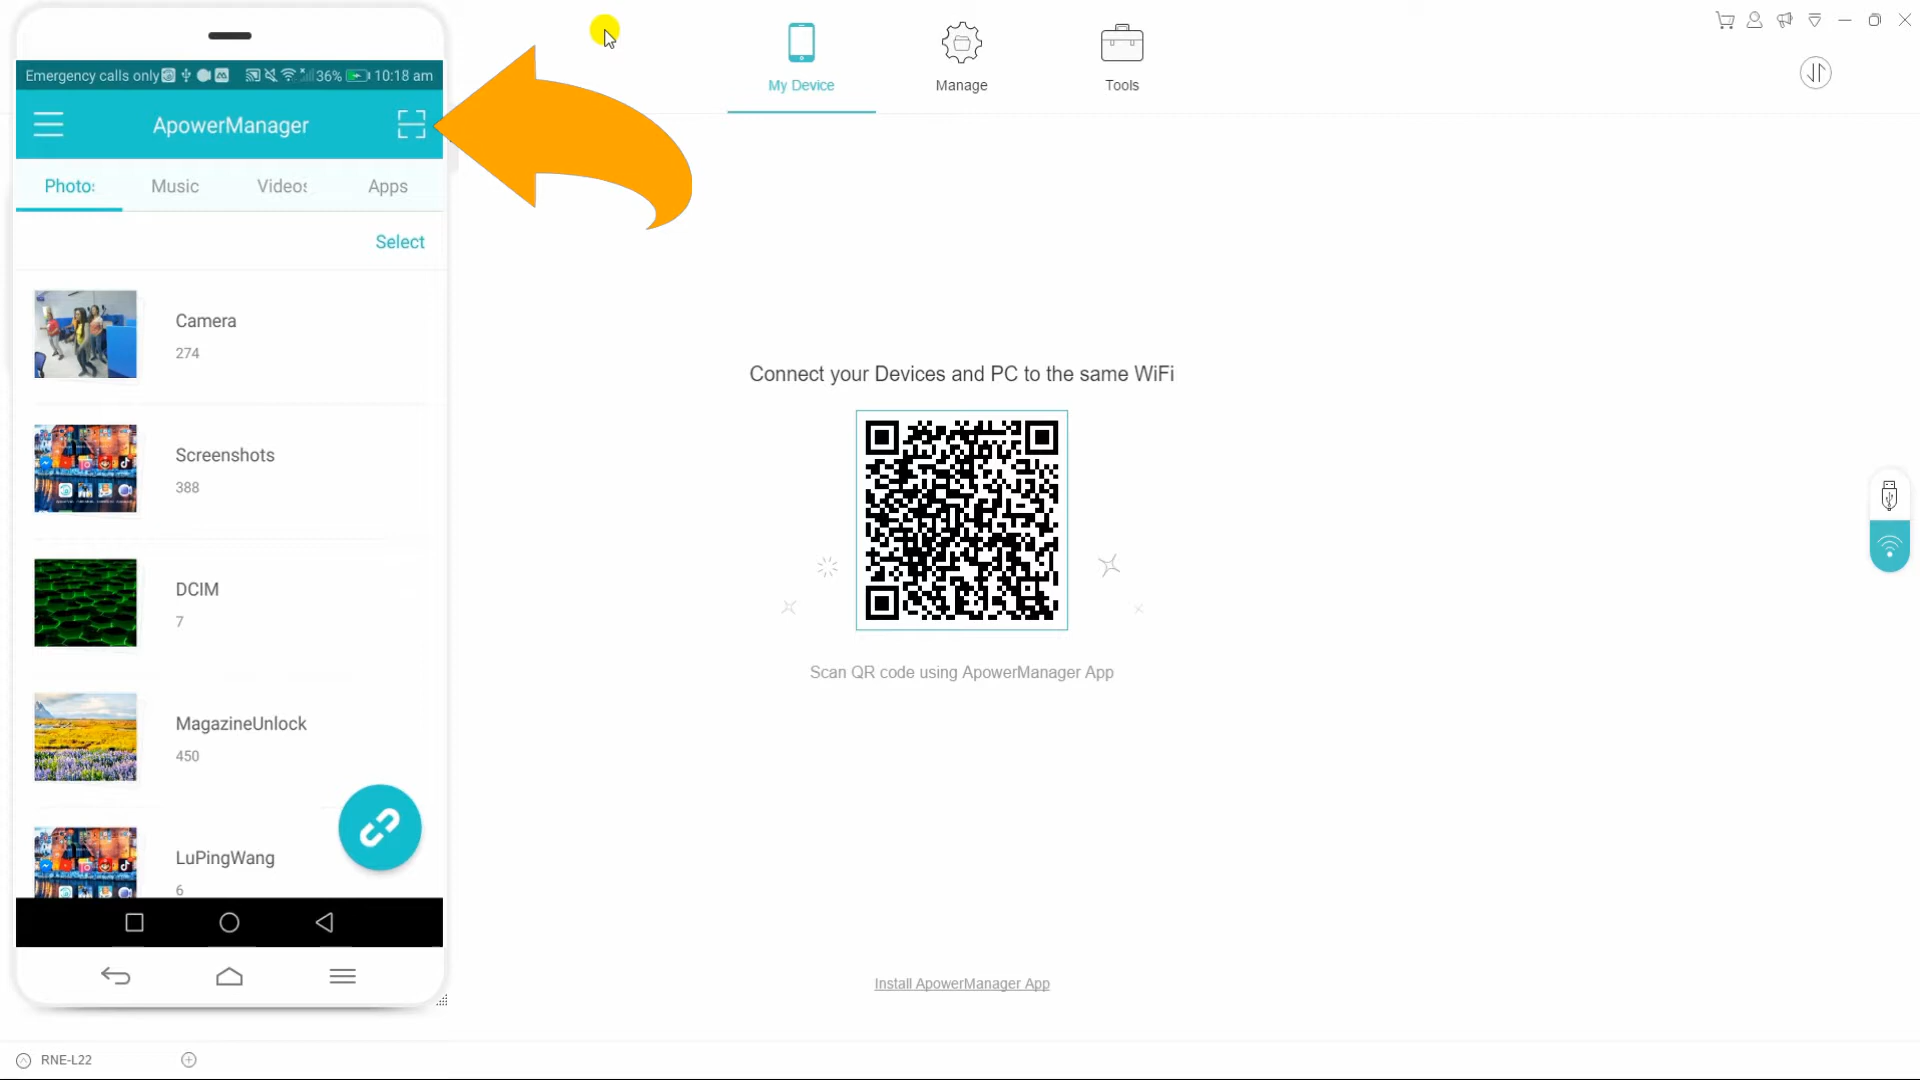 Emergency calls only 36% 10:18 am
ApowerManager
Photos Music Videos Apps
Select
Camera
274
Screenshots
388
DCIM
7
MagazineUnlock
450
LuPingWang
6
My Device Manage Tools
Connect your Devices and PC to the same WiFi
Scan QR code using ApowerManager App
Install ApowerManager App
RNE-L22